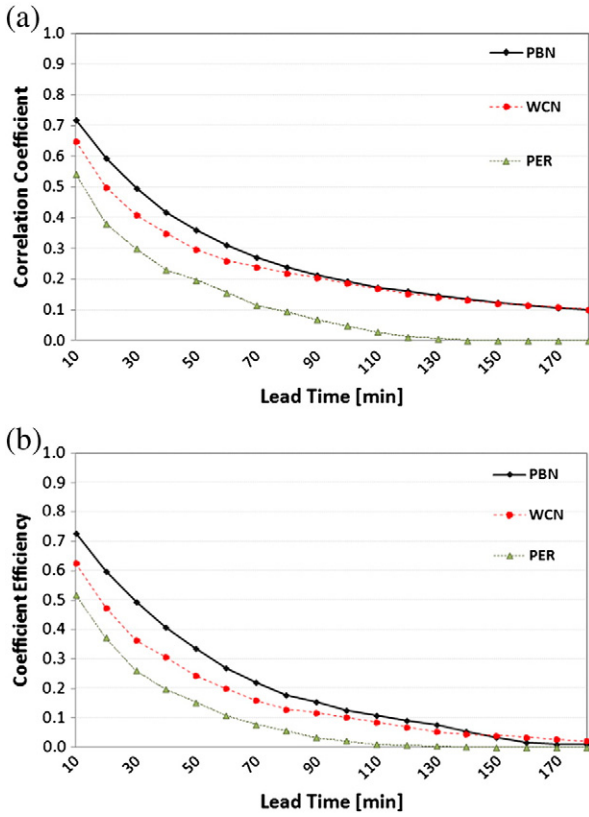 (a)
1.0
0.9
0.8
0.7
0.6
0.5
0.4
0.3
0.2
0.1
0.0
Correlation Coefficient
PBN
WCN
PER
10 30 50 70 90 110 130 150 170
Lead Time [min]
(b)
1.0
0.9
0.8
0.7
0.6
0.5
0.4
0.3
0.2
0.1
0.0
Coefficient Efficiency
PBN
WCN
PER
10 30 50 70 90 110 130 150 170
Lead Time [min]